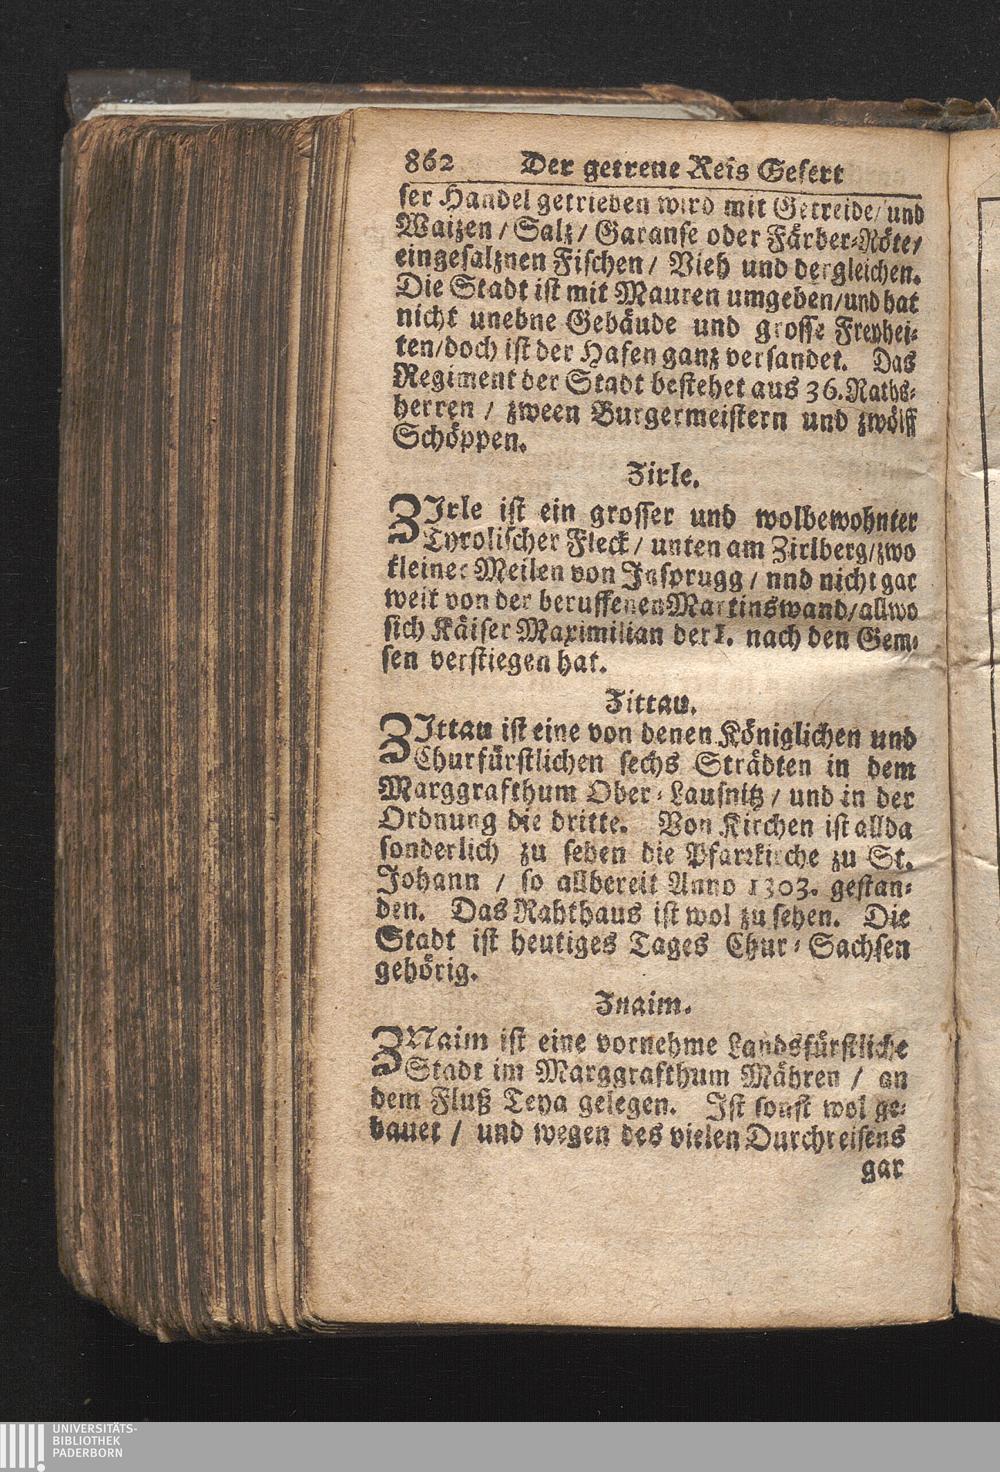 862 Der getreue Reis Gefert
ser Handel getrieben wird mit Getreide/ und
Waizen / Salz / Garanse oder Färber-Röte/
eingesalznen Fischen / Vieh und dergleichen.
Die Stadt ist mit Mauren umgeben/und hat
nicht unebne Gebäude und grosse Freyhei-
ten/doch ist der Hafen ganz versandet. Das
Regiment der Stadt bestehet aus 36. Raths-
herren / zween Burgermeistern und zwölff
Schöppen.
Zirle.
ZIrle ist ein grosser und wolbewohnter
Tyrolischer Fleck / unten am Zirlberg/zwo
kleiner Meilen von Insprugg / nnd nicht gar
weit von der beruffenen Martinswand/allwo
sich Käiser Maximilian der I. nach den Gem-
sen verstiegen hat.
Zittau.
ZIttau ist eine von denen Königlichen und
Churfürstlichen sechs Strädten in dem
Marggrafthum Ober-Lausnitz / und in der
Ordnung die dritte. Von Kirchen ist allda
sonderlich zu sehen die Pfarrkirche zu St.
Johann / so allbereit Anno 1303. gestan-
den. Das Rahthaus ist wol zu sehen. Die
Stadt ist heutiges Tages Chur-Sachsen
gehörig.
Znaim.
ZNaim ist eine vornehme Landsfürstliche
Stadt im Marggrafthum Mähren / an
dem Fluß Teya gelegen. Ist sonst wol ge-
bauet / und wegen des vielen Durchreisens
gar
UNIVERSITÄTS-
BIBLIOTHEK
PADERBORN